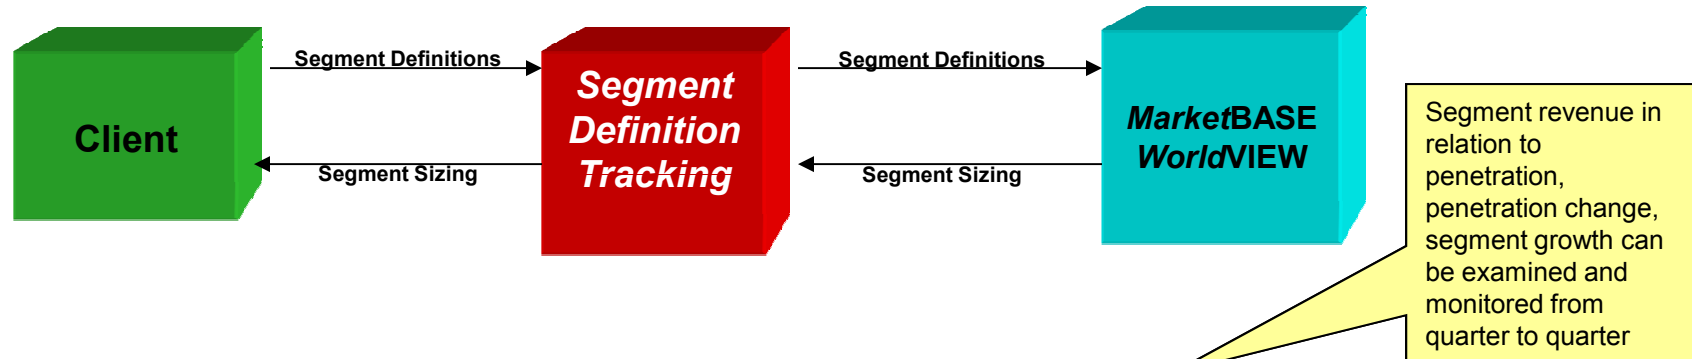 Segment Definitions
Segment Definitions
Client
Segment
Definition
Tracking
MarketBASE
WorldVIEW
Segment Sizing
Segment Sizing
Segment revenue in
relation to
penetration,
penetration change,
segment growth can
be examined and
monitored from
quarter to quarter